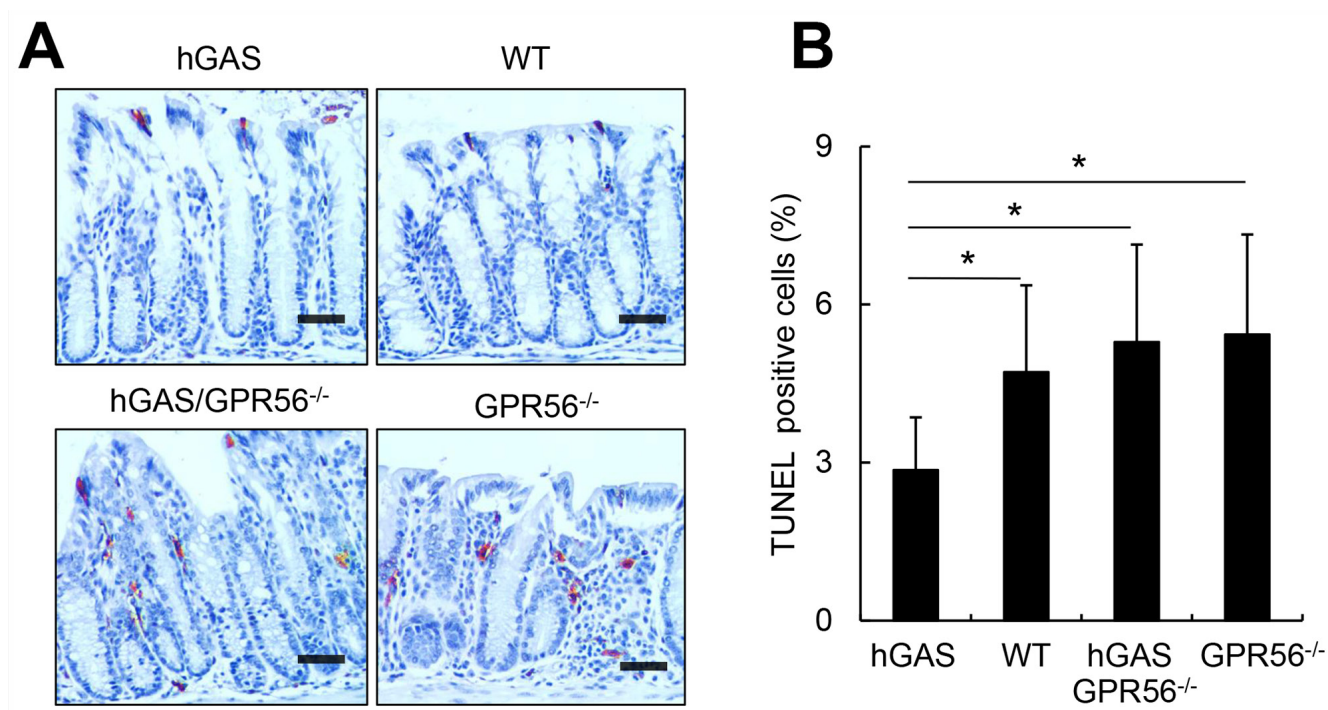 A
B
hGAS
WT
hGAS/GPR56-/-
GPR56-/-
TUNEL positive cells (%)
9
6
3
0
*
*
*
hGAS
WT
hGAS
GPR56-/-
GPR56-/-